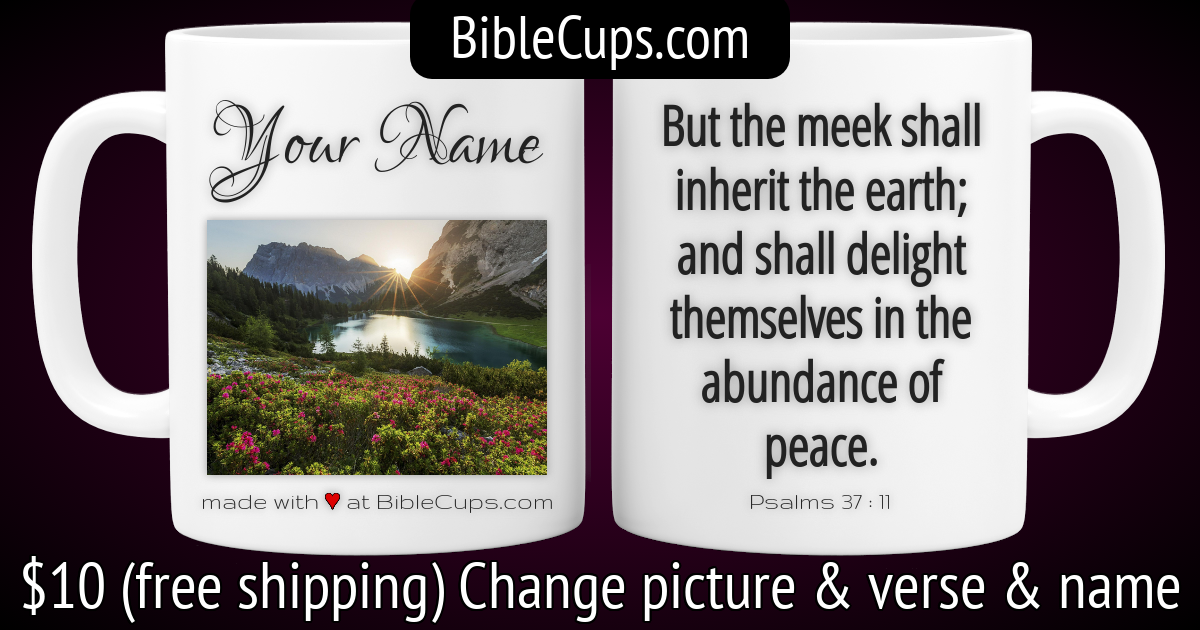 BibleCups.com
Your Name
made with ♥ at BibleCups.com
But the meek shall
inherit the earth;
and shall delight
themselves in the
abundance of
peace.
Psalms 37 : 11
$10 (free shipping) Change picture & verse & name